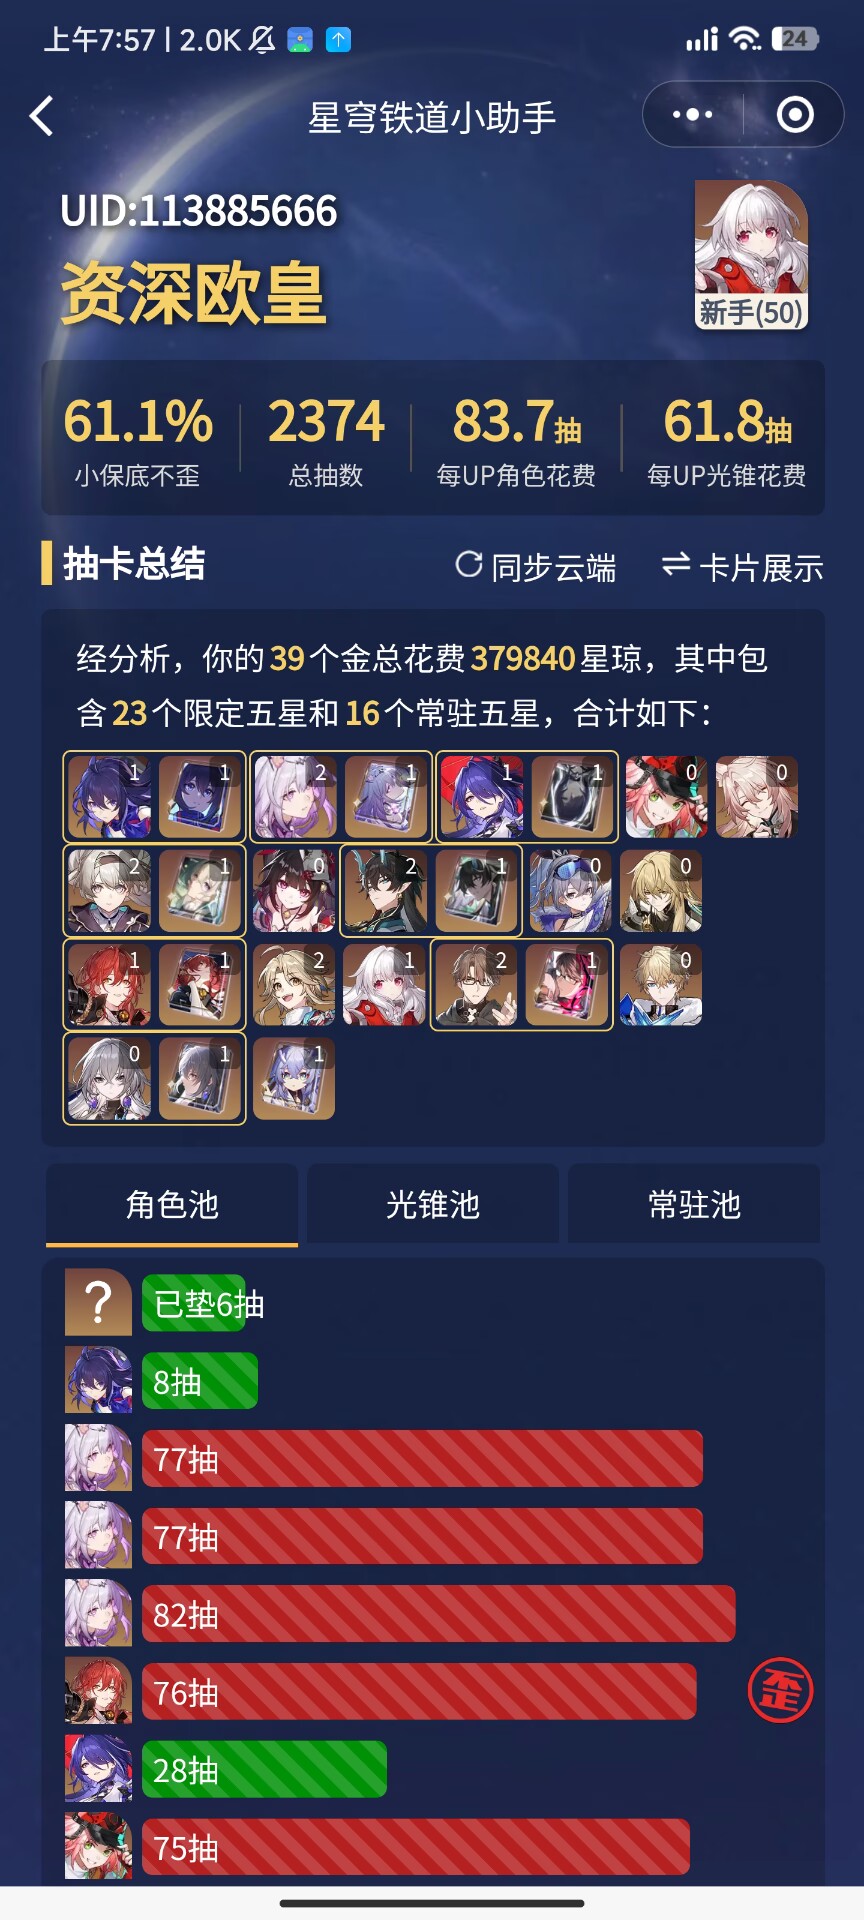 上午7:57 | 2.0K
24
星穹铁道小助手
UID:113885666
资深欧皇
新手(50)
61.1% 2374 83.7抽 61.8抽
小保底不歪 总抽数 每UP角色花费 每UP光锥花费
抽卡总结 同步云端 卡片展示
经分析，你的39个金总花费379840星琼，其中包
含23个限定五星和16个常驻五星，合计如下：
1 1 2 1 1 1 0 0
2 1 0 2 1 0 0
1 1 2 1 2 1 0
0 1 1
角色池 光锥池 常驻池
? 已垫6抽
8抽
77抽
77抽
82抽
76抽 歪
28抽
75抽